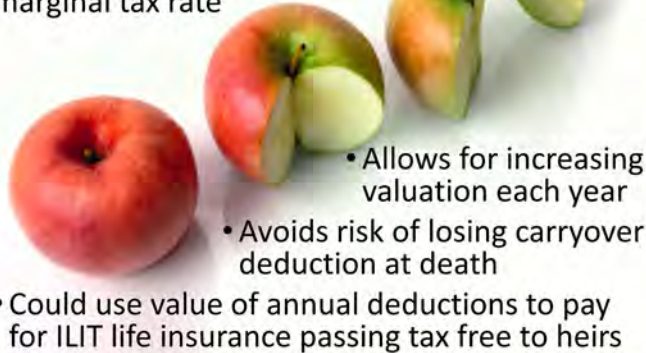 marginal tax rate
• Allows for increasing
valuation each year
• Avoids risk of losing carryover
deduction at death
• Could use value of annual deductions to pay
for ILIT life insurance passing tax free to heirs